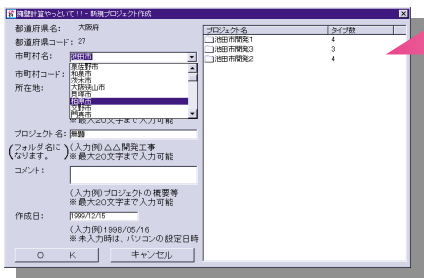 擁壁計算やっといて!! - 新規プロジェクト作成
都道府県名: 大阪府
都道府県コード: 27
市町村名: 池田市
泉佐野市
和泉市
茨木市
大阪狭山市
貝塚市
柏原市
交野市
門真市
市町村コード:
所在地:
※最大20文字まで入力可能
プロジェクト名: 無題
(フォルダ名になります。)
(入力例)△△開発工事
※最大20文字まで入力可能
コメント:
(入力例)プロジェクトの概要等
※最大20文字まで入力可能
作成日: 1999/12/15
(入力例)1998/05/16
※未入力時は、パソコンの設定日時
OK キャンセル
プロジェクト名 タイプ数
池田市開発1 4
池田市開発3 3
池田市開発2 4